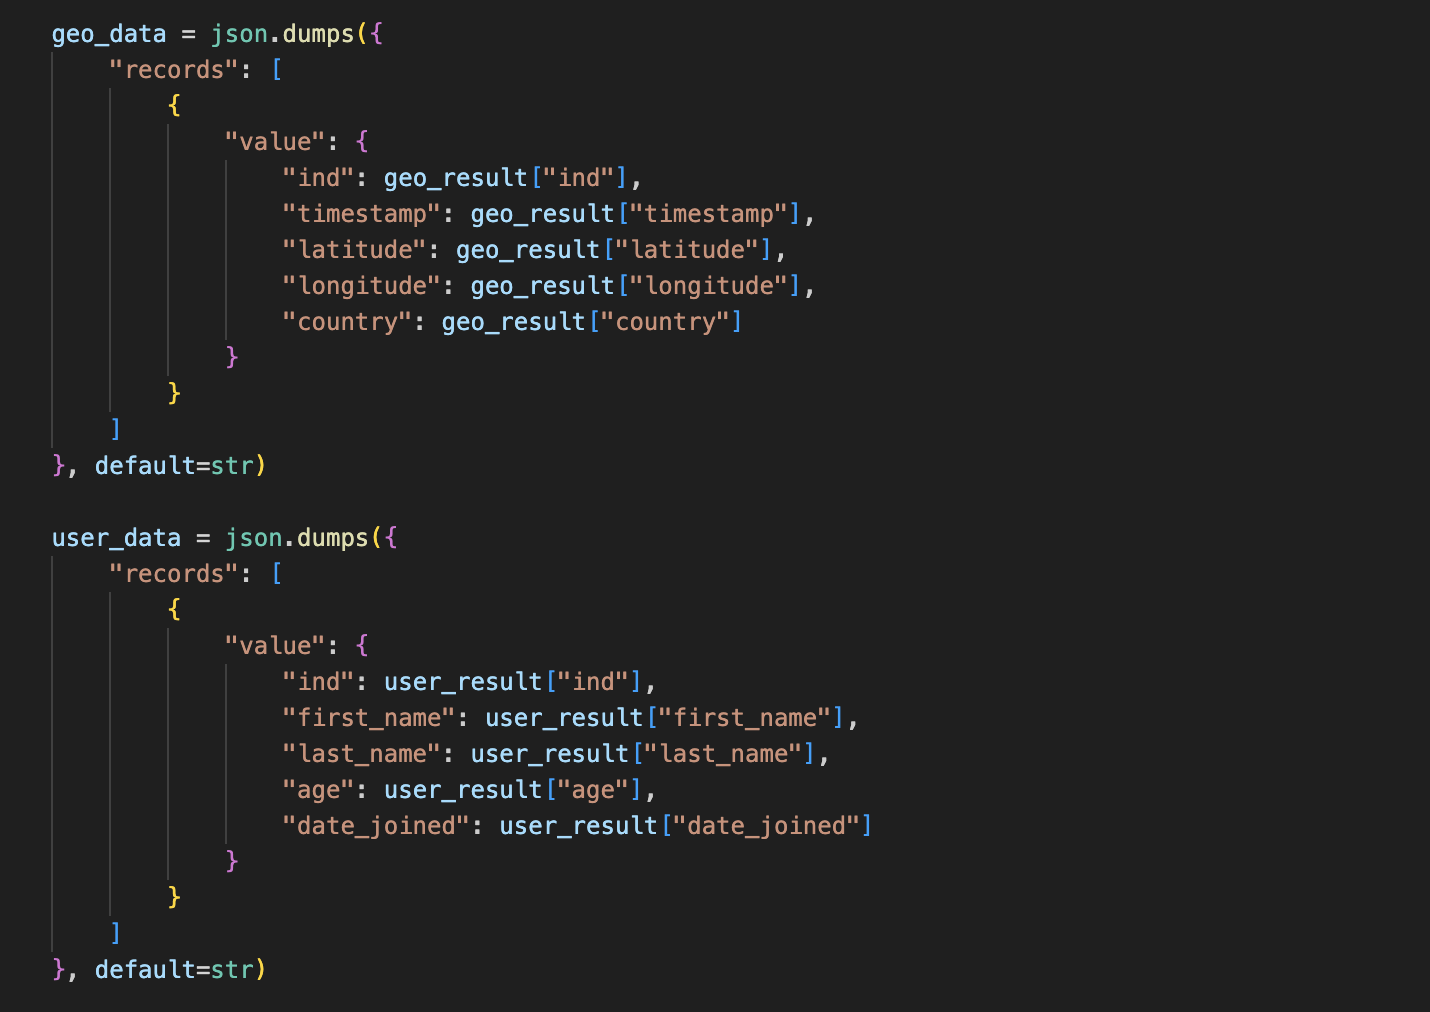 geo_data = json.dumps({
    "records": [
        {
            "value": {
                "ind": geo_result["ind"],
                "timestamp": geo_result["timestamp"],
                "latitude": geo_result["latitude"],
                "longitude": geo_result["longitude"],
                "country": geo_result["country"]
            }
        }
    ]
}, default=str)

user_data = json.dumps({
    "records": [
        {
            "value": {
                "ind": user_result["ind"],
                "first_name": user_result["first_name"],
                "last_name": user_result["last_name"],
                "age": user_result["age"],
                "date_joined": user_result["date_joined"]
            }
        }
    ]
}, default=str)